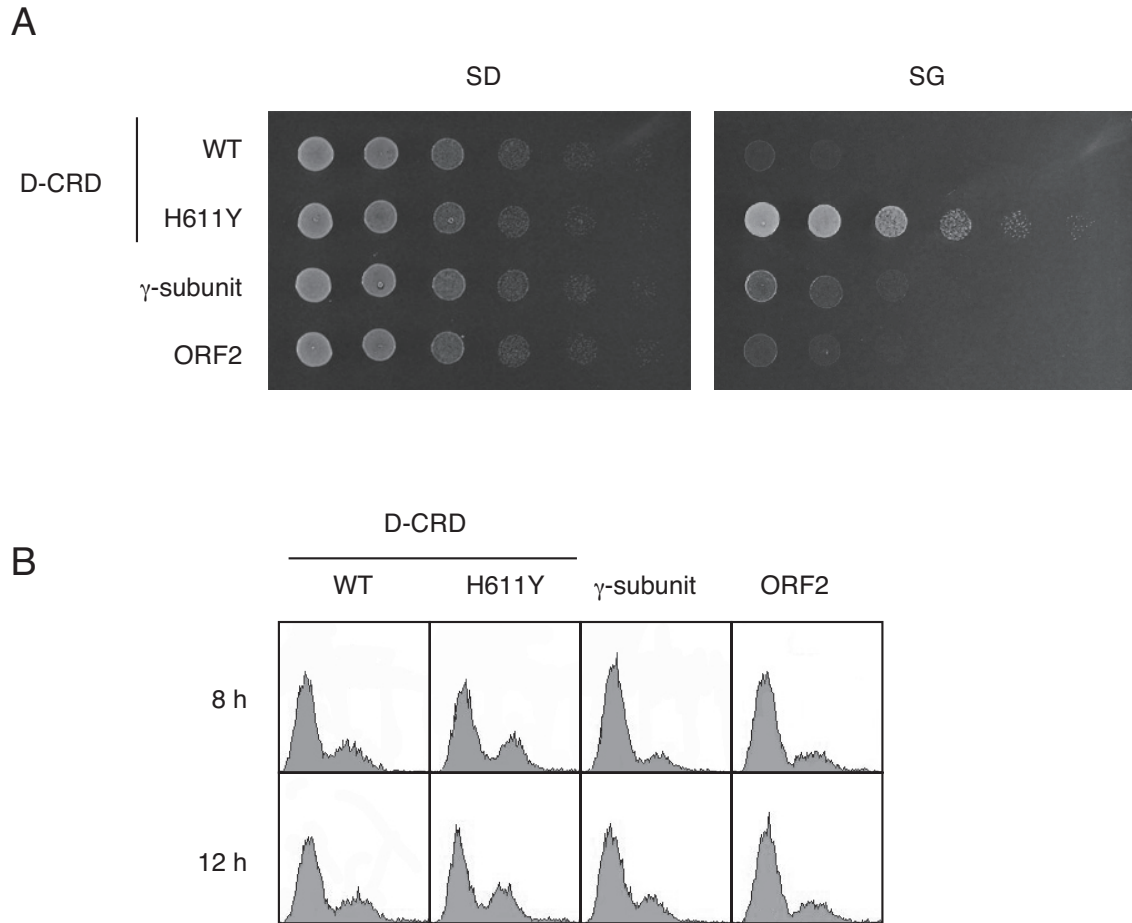 A
SD
SG
D-CRD
WT
H611Y
γ-subunit
ORF2
B
D-CRD
WT
H611Y
γ-subunit
ORF2
8 h
12 h